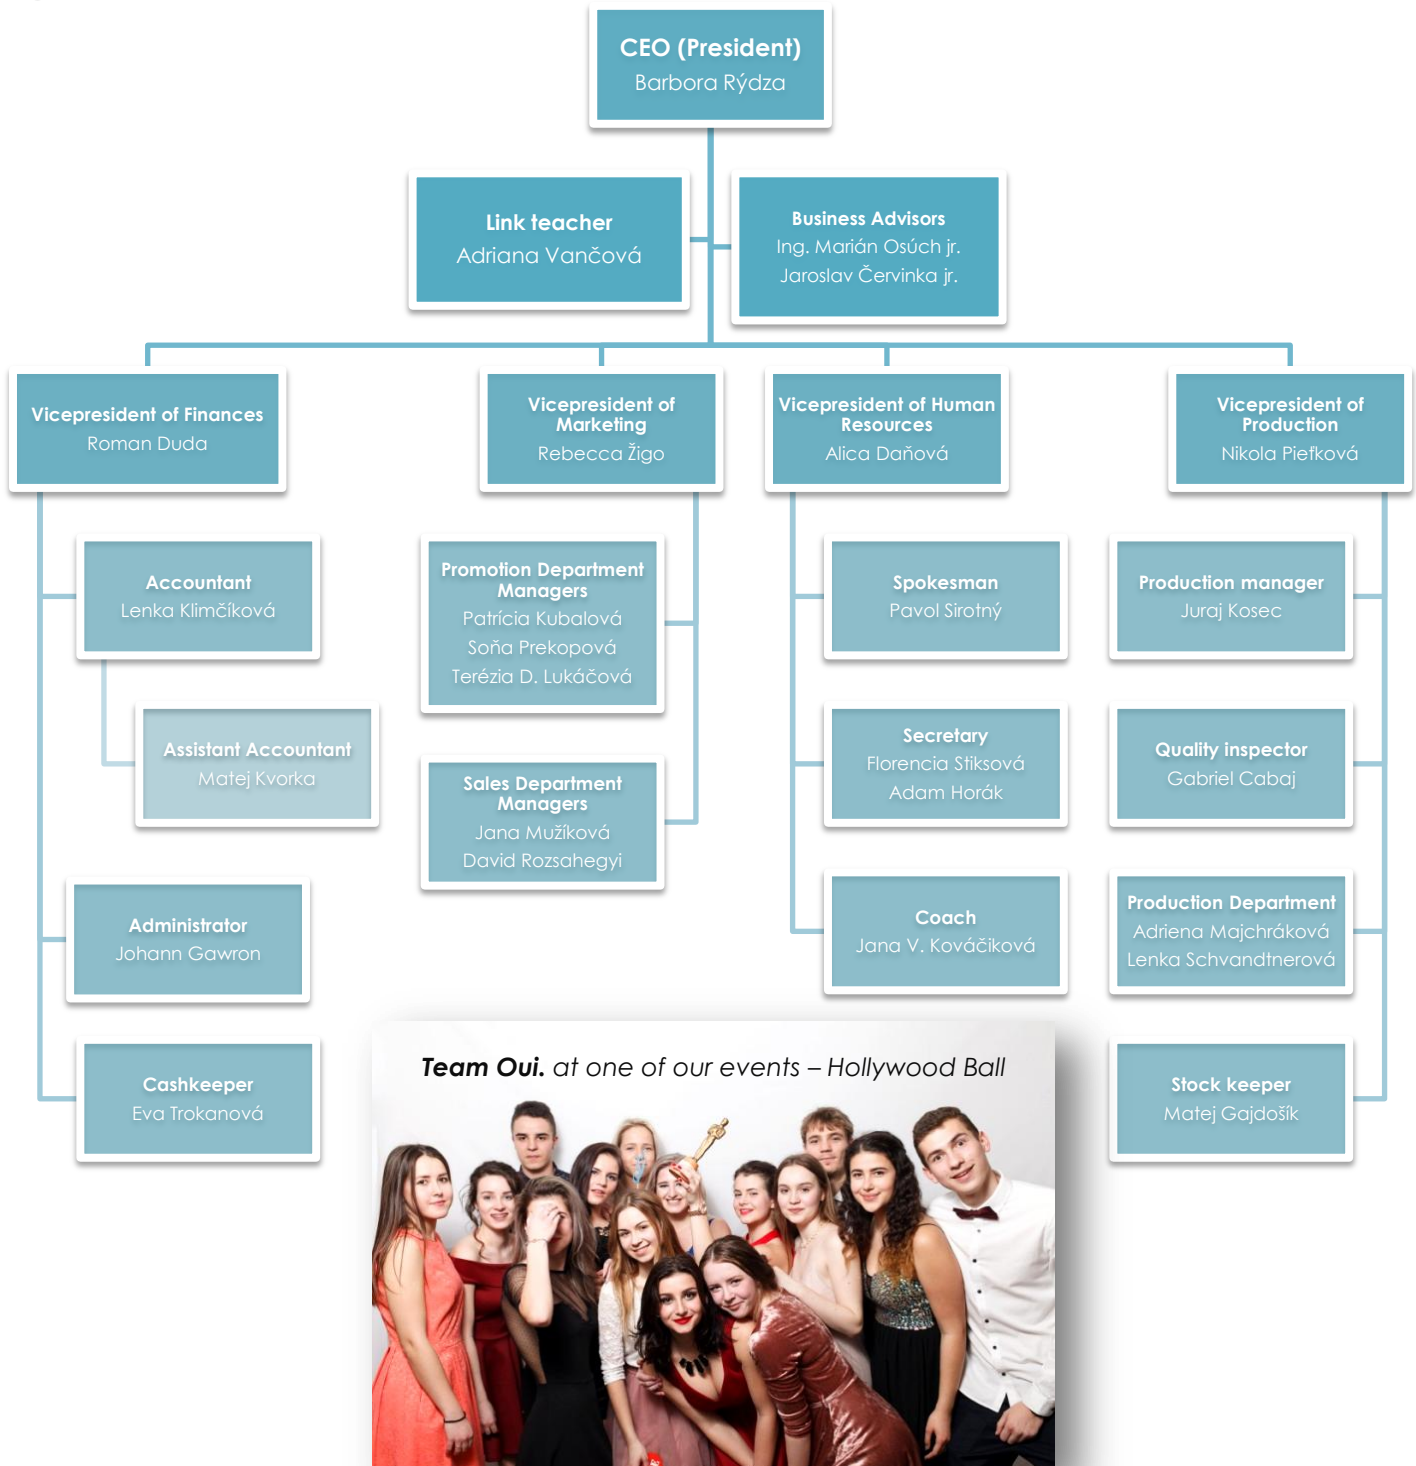 CEO (President)
Barbora Rýdza
Link teacher
Adriana Vančová
Business Advisors
Ing. Marián Osúch jr.
Jaroslav Červinka jr.
Vicepresident of Finances
Roman Duda
Vicepresident of
Marketing
Rebecca Žigo
Vicepresident of Human
Resources
Alica Daňová
Vicepresident of
Production
Nikola Pieťková
Accountant
Lenka Klimčíková
Assistant Accountant
Matej Kvorka
Administrator
Johann Gawron
Cashkeeper
Eva Trokanová
Promotion Department
Managers
Patrícia Kubalová
Soňa Prekopová
Terézia D. Lukáčová
Sales Department
Managers
Jana Mužíková
David Rozsahegyi
Spokesman
Pavol Sirotný
Secretary
Florencia Stiksová
Adam Horák
Coach
Jana V. Kováčiková
Production manager
Juraj Kosec
Quality inspector
Gabriel Cabaj
Production Department
Adriena Majchráková
Lenka Schvandtnerová
Stock keeper
Matej Gajdošík
Team Oui. at one of our events – Hollywood Ball